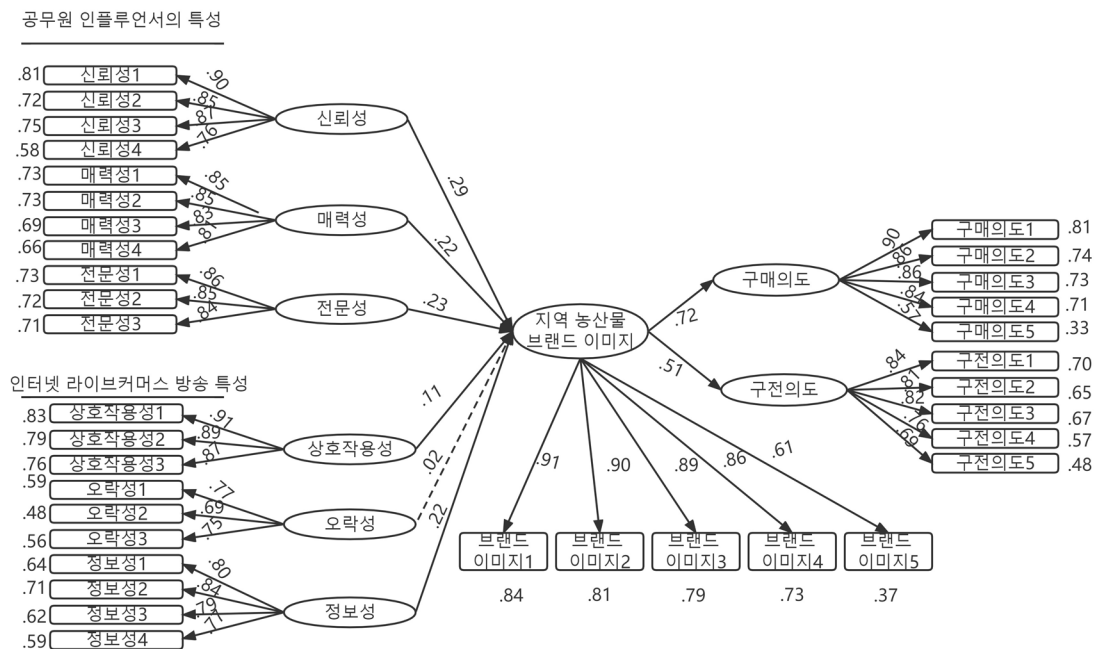 공무원 인플루언서의 특성
.81 신뢰성1 .90
.72 신뢰성2 .85
.75 신뢰성3 .87
.58 신뢰성4 .76
신뢰성
.29
.73 매력성1 .85
.73 매력성2 .85
.69 매력성3 .83
.66 매력성4 .81
매력성
.22
.73 전문성1 .86
.72 전문성2 .85
.71 전문성3 .84
전문성
.23
인터넷 라이브커머스 방송 특성
.83 상호작용성1 .91
.79 상호작용성2 .89
.76 상호작용성3 .87
상호작용성
.11
.59 오락성1 .77
.48 오락성2 .69
.56 오락성3 .75
오락성
.02
.64 정보성1 .80
.71 정보성2 .84
.62 정보성3 .79
.59 정보성4 .77
정보성
.22
지역 농산물
브랜드 이미지
.72
구매의도
.90 구매의도1 .81
.86 구매의도2 .74
.86 구매의도3 .73
.84 구매의도4 .71
.57 구매의도5 .33
.51
구전의도
.84 구전의도1 .70
.81 구전의도2 .65
.82 구전의도3 .67
.76 구전의도4 .57
.69 구전의도5 .48
.91 .90 .89 .86 .61
브랜드 브랜드 브랜드 브랜드 브랜드
이미지1 이미지2 이미지3 이미지4 이미지5
.84 .81 .79 .73 .37